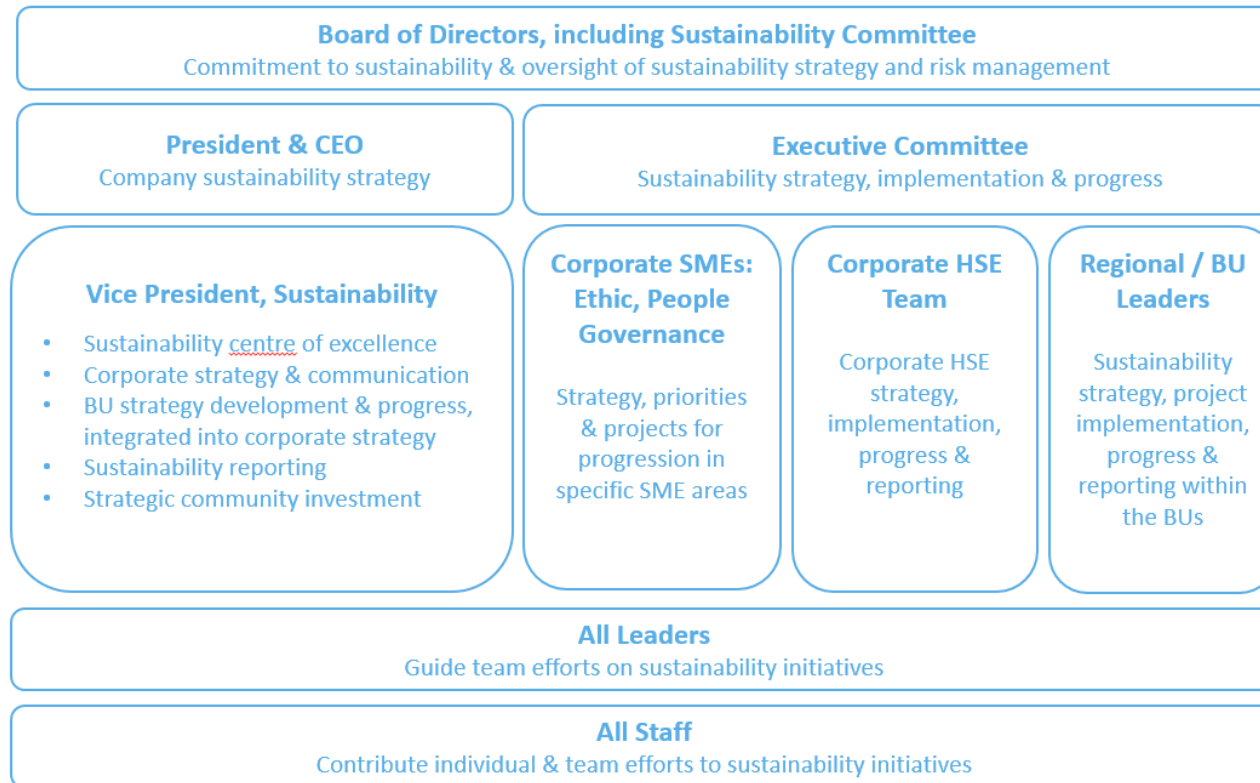 Board of Directors, including Sustainability Committee
Commitment to sustainability & oversight of sustainability strategy and risk management
President & CEO
Company sustainability strategy
Executive Committee
Sustainability strategy, implementation & progress
Vice President, Sustainability
• Sustainability centre of excellence
• Corporate strategy & communication
• BU strategy development & progress,
integrated into corporate strategy
• Sustainability reporting
• Strategic community investment
Corporate SMEs:
Ethic, People
Governance
Strategy, priorities
& projects for
progression in
specific SME areas
Corporate HSE
Team
Corporate HSE
strategy,
implementation,
progress &
reporting
Regional / BU
Leaders
Sustainability
strategy, project
implementation,
progress &
reporting within
the BUs
All Leaders
Guide team efforts on sustainability initiatives
All Staff
Contribute individual & team efforts to sustainability initiatives